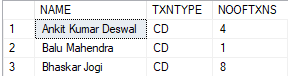 NAME TXNTYPE NOOFTXNS
1 Ankit Kumar Deswal CD 4
2 Balu Mahendra CD 1
3 Bhaskar Jogi CD 8